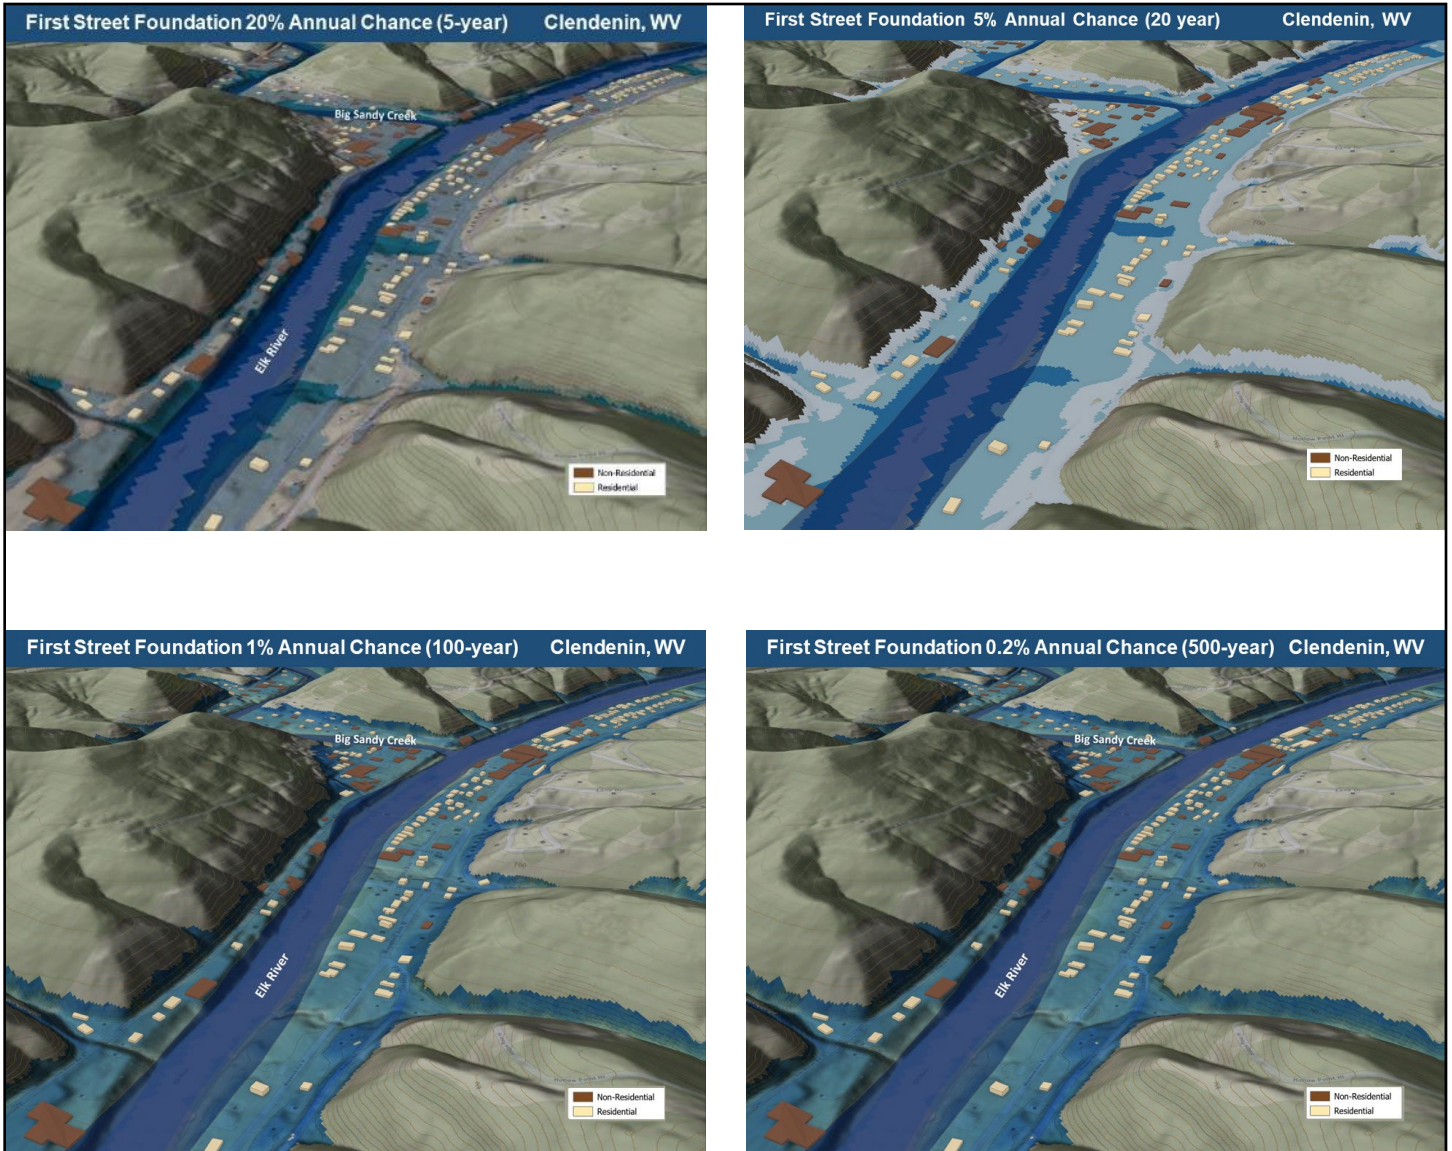 First Street Foundation 20% Annual Chance (5-year) Clendenin, WV
Big Sandy Creek
Elk River
Non-Residential
Residential
First Street Foundation 5% Annual Chance (20 year) Clendenin, WV
760
Non-Residential
Residential
First Street Foundation 1% Annual Chance (100-year) Clendenin, WV
Big Sandy Creek
760
Elk River
Non-Residential
Residential
First Street Foundation 0.2% Annual Chance (500-year) Clendenin, WV
Big Sandy Creek
760
Elk River
Non-Residential
Residential